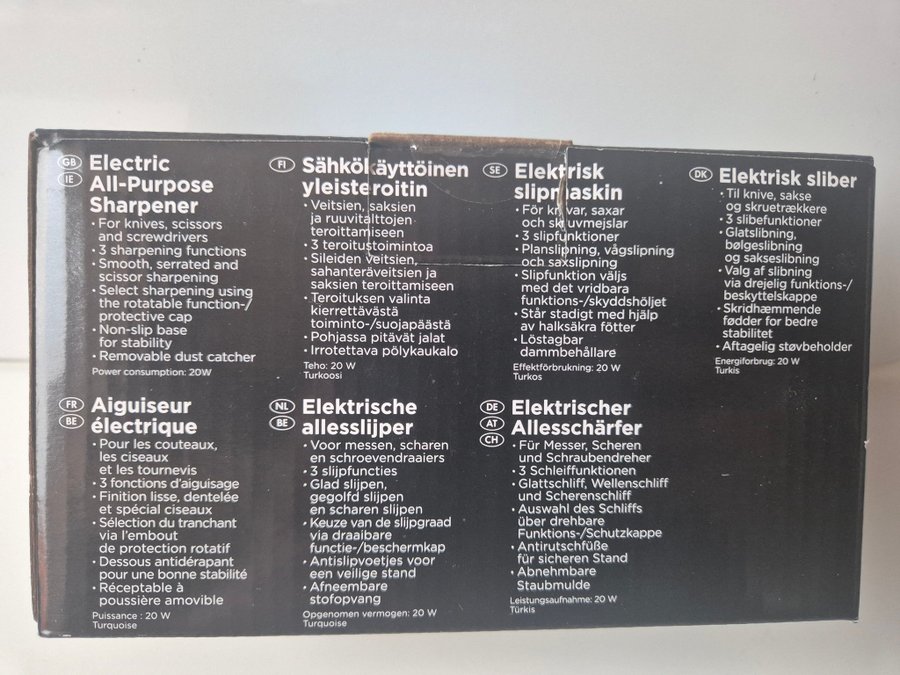 GB
IE
Electric
All-Purpose
Sharpener
· For knives, scissors
and screwdrivers
· 3 sharpening functions
· Smooth, serrated and
scissor sharpening
· Select sharpening using
the rotatable function-/
protective cap
· Non-slip base
for stability
· Removable dust catcher
Power consumption: 20W
FI
Sähkökäyttöinen
yleisteroitin
· Veitsien, saksien
ja ruuvitalttojen
teroittamiseen
· 3 teroitustoimintoa
· Sileiden veitsien,
sahanteräveitsien ja
saksien teroittamiseen
· Teroituksen valinta
kierrettävästä
toiminto-/suojapäästä
· Pohjassa pitävät jalat
· Irrotettava pölykaukalo
Teho: 20 W
Turkoosi
SE
Elektrisk
slipmaskin
· För knivar, saxar
och skruvmejslar
· 3 slipfunktioner
· Planslipning, vågslipning
och saxslipning
· Slipfunktion väljs
med det vridbara
funktions-/skyddshöljet
· Står stadigt med hjälp
av halksäkra fötter
· Löstagbar
dammbehållare
Effektförbrukning: 20 W
Turkos
DK
Elektrisk sliber
· Til knive, sakse
og skruetrækkere
· 3 slibefunktioner
· Glatslibning,
bølgeslibning
og sakseslibning
· Valg af slibning
via drejelig funktions-/
beskyttelskappe
· Skridhæmmende
fødder for bedre
stabilitet
· Aftagelig støvbeholder
Energiforbrug: 20 W
Turkis
FR
BE
Aiguiseur
électrique
· Pour les couteaux,
les ciseaux
et les tournevis
· 3 fonctions d'aiguisage
· Finition lisse, dentelée
et spécial ciseaux
· Sélection du tranchant
via l'embout
de protection rotatif
· Dessous antidérapant
pour une bonne stabilité
· Réceptable à
poussière amovible
Puissance : 20 W
Turquoise
NL
BE
Elektrische
allesslijper
· Voor messen, scharen
en schroevendraaiers
· 3 slijpfuncties
· Glad slijpen,
gegolfd slijpen
en scharen slijpen
· Keuze van de slijpgraad
via draaibare
functie-/beschermkap
· Antislipvoetjes voor
een veilige stand
· Afneembare
stofopvang
Opgenomen vermogen: 20 W
Turquoise
DE
AT
CH
Elektrischer
Allesschärfer
· Für Messer, Scheren
und Schraubendreher
· 3 Schleiffunktionen
· Glattschliff, Wellenschliff
und Scherenschliff
· Auswahl des Schliffs
über drehbare
Funktions-/Schutzkappe
· Antirutschfüße
für sicheren Stand
· Abnehmbare
Staubmulde
Leistungsaufnahme: 20 W
Türkis